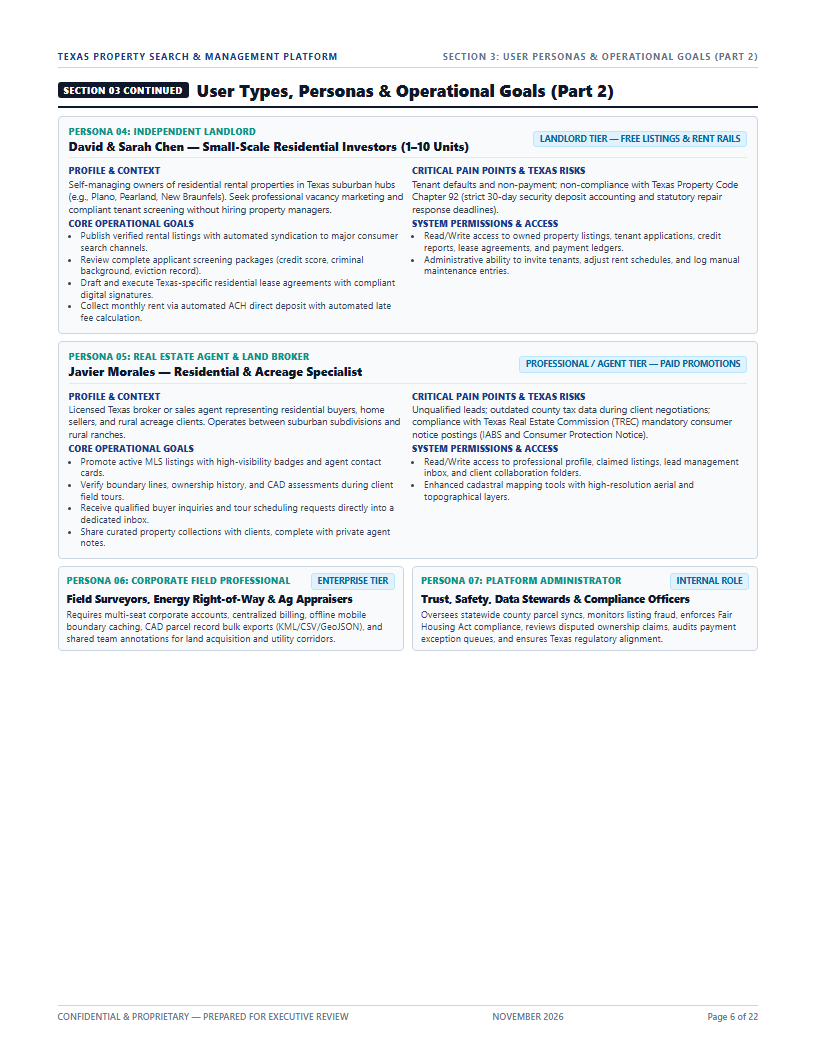 TEXAS PROPERTY SEARCH & MANAGEMENT PLATFORM
SECTION 3: USER PERSONAS & OPERATIONAL GOALS (PART 2)
SECTION 03 CONTINUED User Types, Personas & Operational Goals (Part 2)
PERSONA 04: INDEPENDENT LANDLORD
David & Sarah Chen — Small-Scale Residential Investors (1–10 Units)
LANDLORD TIER — FREE LISTINGS & RENT RAILS
PROFILE & CONTEXT
Self-managing owners of residential rental properties in Texas suburban hubs
(e.g., Plano, Pearland, New Braunfels). Seek professional vacancy marketing and
compliant tenant screening without hiring property managers.
CORE OPERATIONAL GOALS
• Publish verified rental listings with automated syndication to major consumer
search channels.
• Review complete applicant screening packages (credit score, criminal
background, eviction record).
• Draft and execute Texas-specific residential lease agreements with compliant
digital signatures.
• Collect monthly rent via automated ACH direct deposit with automated late
fee calculation.
CRITICAL PAIN POINTS & TEXAS RISKS
Tenant defaults and non-payment; non-compliance with Texas Property Code
Chapter 92 (strict 30-day security deposit accounting and statutory repair
response deadlines).
SYSTEM PERMISSIONS & ACCESS
• Read/Write access to owned property listings, tenant applications, credit
reports, lease agreements, and payment ledgers.
• Administrative ability to invite tenants, adjust rent schedules, and log manual
maintenance entries.
PERSONA 05: REAL ESTATE AGENT & LAND BROKER
Javier Morales — Residential & Acreage Specialist
PROFESSIONAL / AGENT TIER — PAID PROMOTIONS
PROFILE & CONTEXT
Licensed Texas broker or sales agent representing residential buyers, home
sellers, and rural acreage clients. Operates between suburban subdivisions and
rural ranches.
CORE OPERATIONAL GOALS
• Promote active MLS listings with high-visibility badges and agent contact
cards.
• Verify boundary lines, ownership history, and CAD assessments during client
field tours.
• Receive qualified buyer inquiries and tour scheduling requests directly into a
dedicated inbox.
• Share curated property collections with clients, complete with private agent
notes.
CRITICAL PAIN POINTS & TEXAS RISKS
Unqualified leads; outdated county tax data during client negotiations;
compliance with Texas Real Estate Commission (TREC) mandatory consumer
notice postings (IABS and Consumer Protection Notice).
SYSTEM PERMISSIONS & ACCESS
• Read/Write access to professional profile, claimed listings, lead management
inbox, and client collaboration folders.
• Enhanced cadastral mapping tools with high-resolution aerial and
topographical layers.
PERSONA 06: CORPORATE FIELD PROFESSIONAL
ENTERPRISE TIER
Field Surveyors, Energy Right-of-Way & Ag Appraisers
Requires multi-seat corporate accounts, centralized billing, offline mobile
boundary caching, CAD parcel record bulk exports (KML/CSV/GeoJSON), and
shared team annotations for land acquisition and utility corridors.
PERSONA 07: PLATFORM ADMINISTRATOR
INTERNAL ROLE
Trust, Safety, Data Stewards & Compliance Officers
Oversees statewide county parcel syncs, monitors listing fraud, enforces Fair
Housing Act compliance, reviews disputed ownership claims, audits payment
exception queues, and ensures Texas regulatory alignment.
CONFIDENTIAL & PROPRIETARY — PREPARED FOR EXECUTIVE REVIEW
NOVEMBER 2026
Page 6 of 22